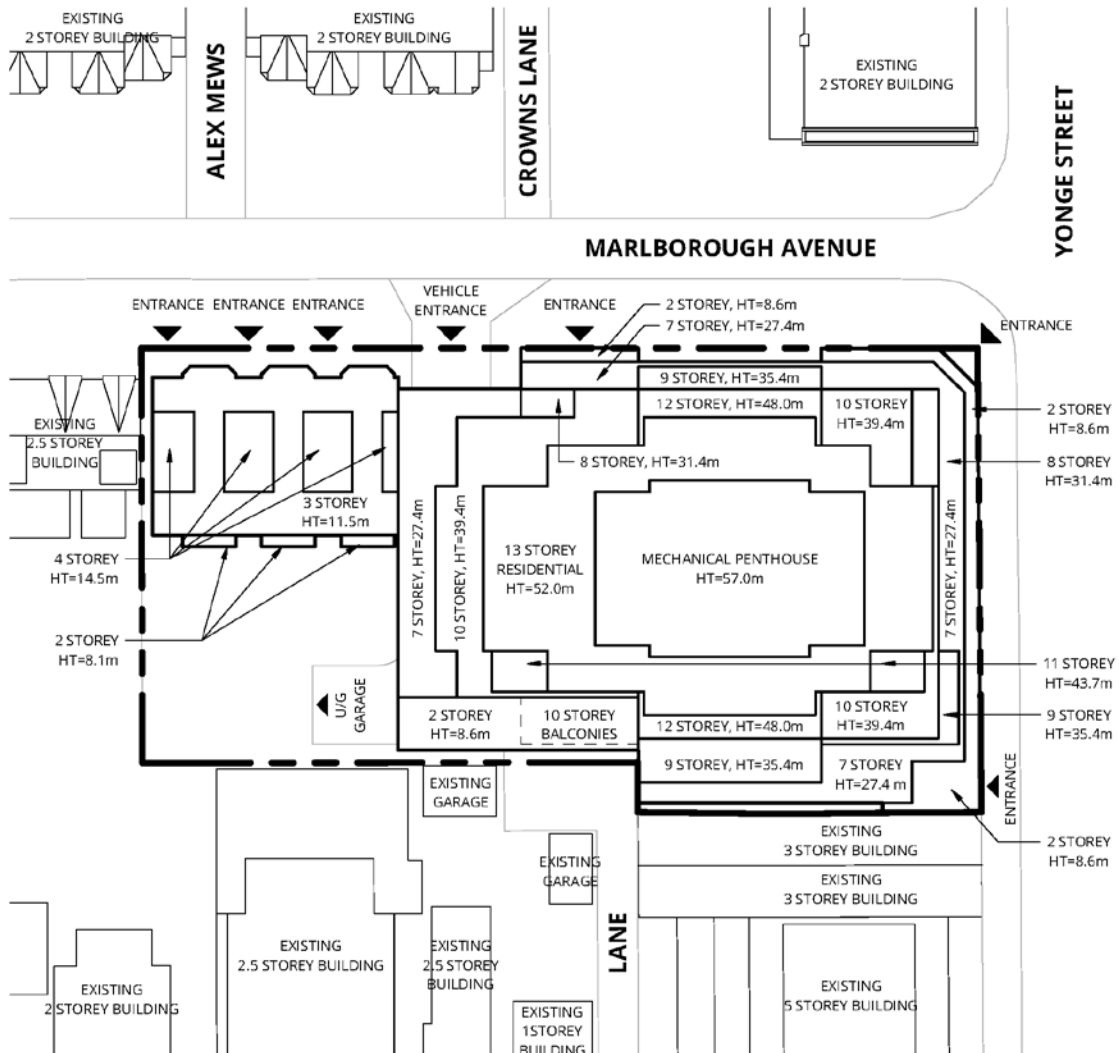 EXISTING
2 STOREY BUILDING
EXISTING
2 STOREY BUILDING
ALEX MEWS
CROWNS LANE
EXISTING
2 STOREY BUILDING
YONGE STREET
MARLBOROUGH AVENUE
ENTRANCE
ENTRANCE
ENTRANCE
VEHICLE
ENTRANCE
ENTRANCE
2 STOREY, HT=8.6m
7 STOREY, HT=27.4m
ENTRANCE
9 STOREY, HT=35.4m
12 STOREY, HT=48.0m
10 STOREY
HT=39.4m
2 STOREY
HT=8.6m
8 STOREY, HT=31.4m
8 STOREY
HT=31.4m
EXISTING
2.5 STOREY
BUILDING
3 STOREY
HT=11.5m
4 STOREY
HT=14.5m
7 STOREY, HT=27.4m
10 STOREY, HT=39.4m
13 STOREY
RESIDENTIAL
HT=52.0m
MECHANICAL PENTHOUSE
HT=57.0m
7 STOREY, HT=27.4m
2 STOREY
HT=8.1m
11 STOREY
HT=43.7m
U/G
GARAGE
2 STOREY
HT=8.6m
10 STOREY
BALCONIES
12 STOREY, HT=48.0m
10 STOREY
HT=39.4m
9 STOREY
HT=35.4m
9 STOREY, HT=35.4m
7 STOREY
HT=27.4 m
ENTRANCE
EXISTING
GARAGE
EXISTING
3 STOREY BUILDING
2 STOREY
HT=8.6m
EXISTING
GARAGE
EXISTING
3 STOREY BUILDING
LANE
EXISTING
2.5 STOREY BUILDING
EXISTING
2.5 STOREY
BUILDING
EXISTING
2 STOREY BUILDING
EXISTING
5 STOREY BUILDING
EXISTING
1STOREY
BUILDING